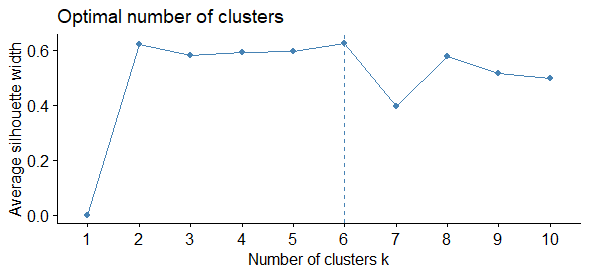 Optimal number of clusters
Average silhouette width
0.6
0.4
0.2
0.0
1 2 3 4 5 6 7 8 9 10
Number of clusters k